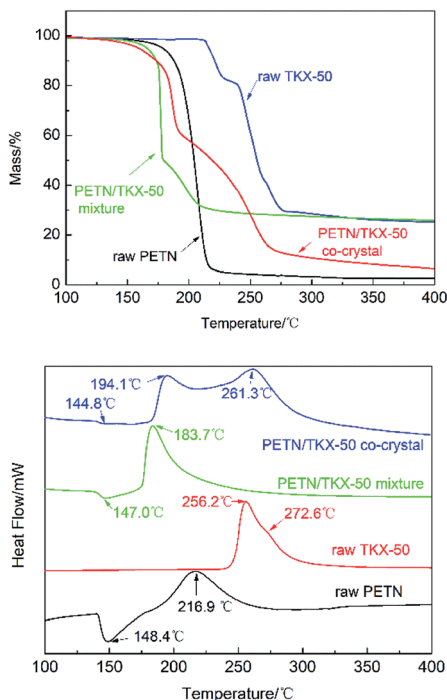 100
80
60
40
20
0
Mass/%
raw TKX-50
PETN/TKX-50
mixture
raw PETN
PETN/TKX-50
co-crystal
100 150 200 250 300 350 400
Temperature/℃
Heat Flow/mW
194.1℃
261.3℃
144.8℃
PETN/TKX-50 co-crystal
183.7℃
147.0℃
PETN/TKX-50 mixture
256.2℃
272.6℃
raw TKX-50
raw PETN
216.9℃
148.4℃
100 150 200 250 300 350 400
Temperature/℃